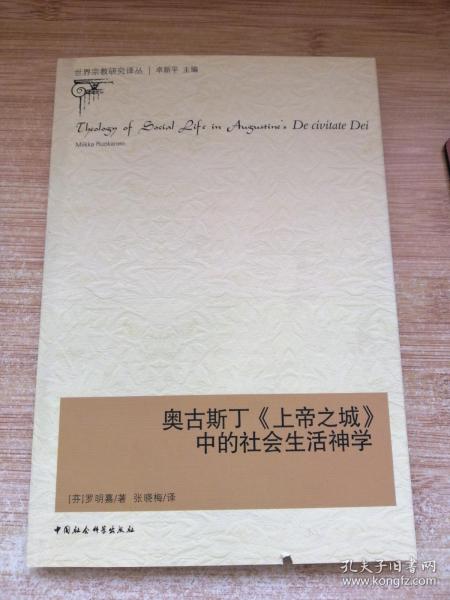 世界宗教研究译丛｜卓新平 主编
Theology of Social Life in Augustine's De civitate Dei
Miikka Ruokanen
奥古斯丁《上帝之城》
中的社会生活神学
[芬]罗明嘉/著 张晓梅/译
中国社会科学出版社
孔夫子旧书网
www.kongfz.com